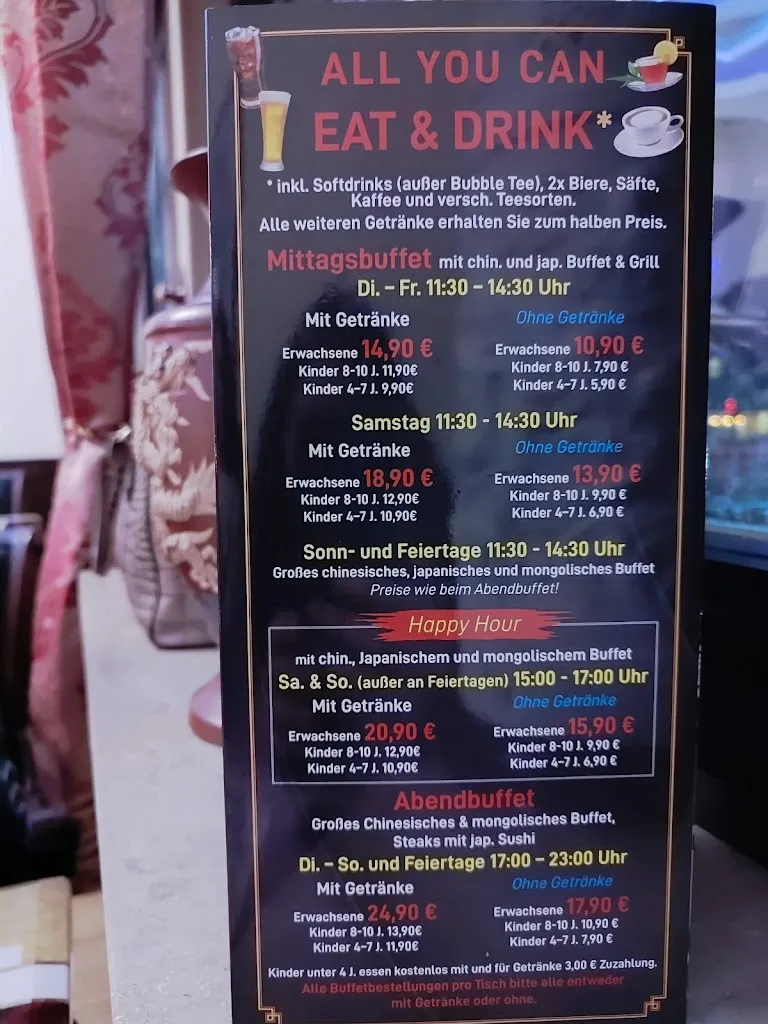 ALL YOU CAN
EAT & DRINK*
* inkl. Softdrinks (außer Bubble Tee), 2x Biere, Säfte,
Kaffee und versch. Teesorten.
Alle weiteren Getränke erhalten Sie zum halben Preis.
Mittagsbuffet mit chin. und jap. Buffet & Grill
Di. – Fr. 11:30 – 14:30 Uhr
Mit Getränke Ohne Getränke
Erwachsene 14,90 € Erwachsene 10,90 €
Kinder 8-10 J. 11,90€ Kinder 8-10 J. 7,90 €
Kinder 4-7 J. 9,90€ Kinder 4-7 J. 5,90 €
Samstag 11:30 - 14:30 Uhr
Mit Getränke Ohne Getränke
Erwachsene 18,90 € Erwachsene 13,90 €
Kinder 8-10 J. 12,90€ Kinder 8-10 J. 9,90 €
Kinder 4-7 J. 10,90€ Kinder 4-7 J. 6,90 €
Sonn- und Feiertage 11:30 - 14:30 Uhr
Großes chinesisches, japanisches und mongolisches Buffet
Preise wie beim Abendbuffet!
Happy Hour
mit chin., Japanischem und mongolischem Buffet
Sa. & So. (außer an Feiertagen) 15:00 - 17:00 Uhr
Mit Getränke Ohne Getränke
Erwachsene 20,90 € Erwachsene 15,90 €
Kinder 8-10 J. 12,90€ Kinder 8-10 J. 9,90 €
Kinder 4-7 J. 10,90€ Kinder 4-7 J. 6,90 €
Abendbuffet
Großes Chinesisches & mongolisches Buffet,
Steaks mit jap. Sushi
Di. – So. und Feiertage 17:00 – 23:00 Uhr
Mit Getränke Ohne Getränke
Erwachsene 24,90 € Erwachsene 17,90 €
Kinder 8-10 J. 13,90€ Kinder 8-10 J. 10,90 €
Kinder 4-7 J. 11,90€ Kinder 4-7 J. 7,90 €
Kinder unter 4 J. essen kostenlos mit und für Getränke 3,00 € Zuzahlung.
Alle Buffetbestellungen pro Tisch bitte alle entweder
mit Getränke oder ohne.